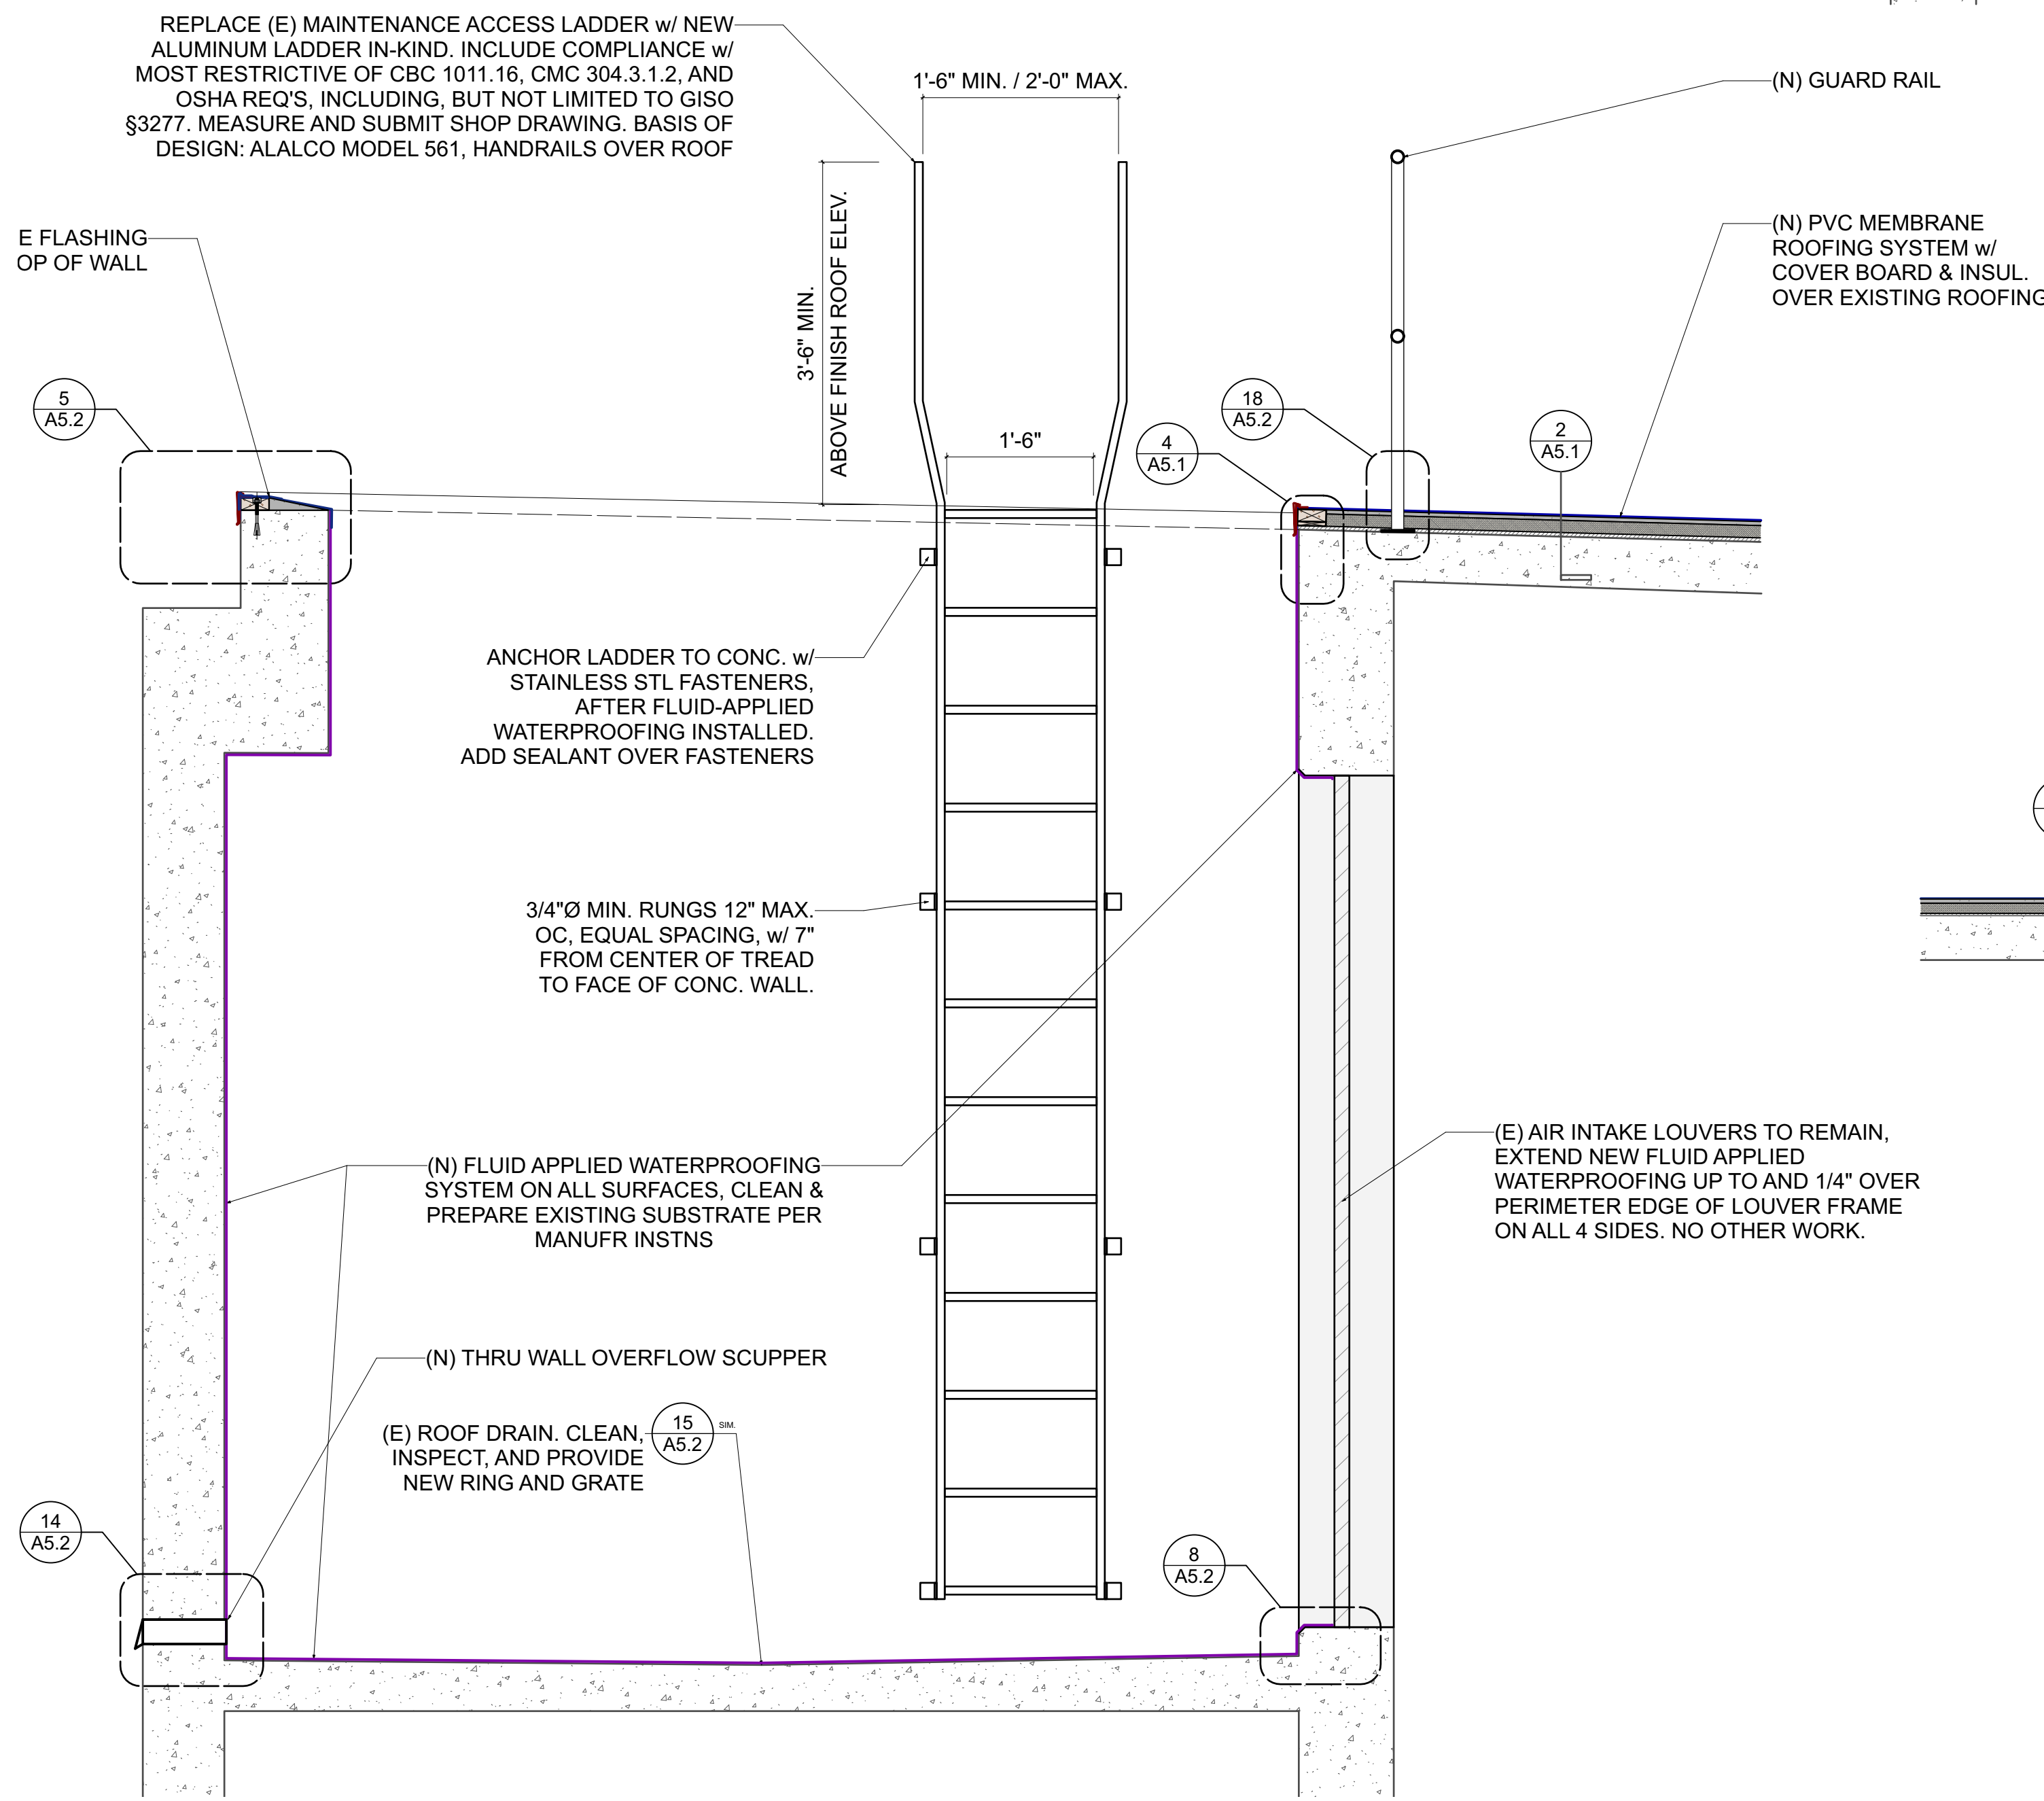 REPLACE (E) MAINTENANCE ACCESS LADDER w/ NEW
ALUMINUM LADDER IN-KIND. INCLUDE COMPLIANCE w/
MOST RESTRICTIVE OF CBC 1011.16, CMC 304.3.1.2, AND
OSHA REQ'S, INCLUDING, BUT NOT LIMITED TO GISO
§3277. MEASURE AND SUBMIT SHOP DRAWING. BASIS OF
DESIGN: ALALCO MODEL 561, HANDRAILS OVER ROOF
1'-6" MIN. / 2'-0" MAX.
(N) GUARD RAIL
E FLASHING
OP OF WALL
3'-6" MIN.
ABOVE FINISH ROOF ELEV.
(N) PVC MEMBRANE
ROOFING SYSTEM w/
COVER BOARD & INSUL.
OVER EXISTING ROOFING
5
A5.2
1'-6"
4
A5.1
18
A5.2
2
A5.1
ANCHOR LADDER TO CONC. w/
STAINLESS STL FASTENERS,
AFTER FLUID-APPLIED
WATERPROOFING INSTALLED.
ADD SEALANT OVER FASTENERS
3/4"Ø MIN. RUNGS 12" MAX.
OC, EQUAL SPACING, w/ 7"
FROM CENTER OF TREAD
TO FACE OF CONC. WALL.
(N) FLUID APPLIED WATERPROOFING
SYSTEM ON ALL SURFACES, CLEAN &
PREPARE EXISTING SUBSTRATE PER
MANUFR INSTNS
(E) AIR INTAKE LOUVERS TO REMAIN,
EXTEND NEW FLUID APPLIED
WATERPROOFING UP TO AND 1/4" OVER
PERIMETER EDGE OF LOUVER FRAME
ON ALL 4 SIDES. NO OTHER WORK.
(N) THRU WALL OVERFLOW SCUPPER
(E) ROOF DRAIN. CLEAN,
INSPECT, AND PROVIDE
NEW RING AND GRATE
15
A5.2
SIM.
14
A5.2
8
A5.2